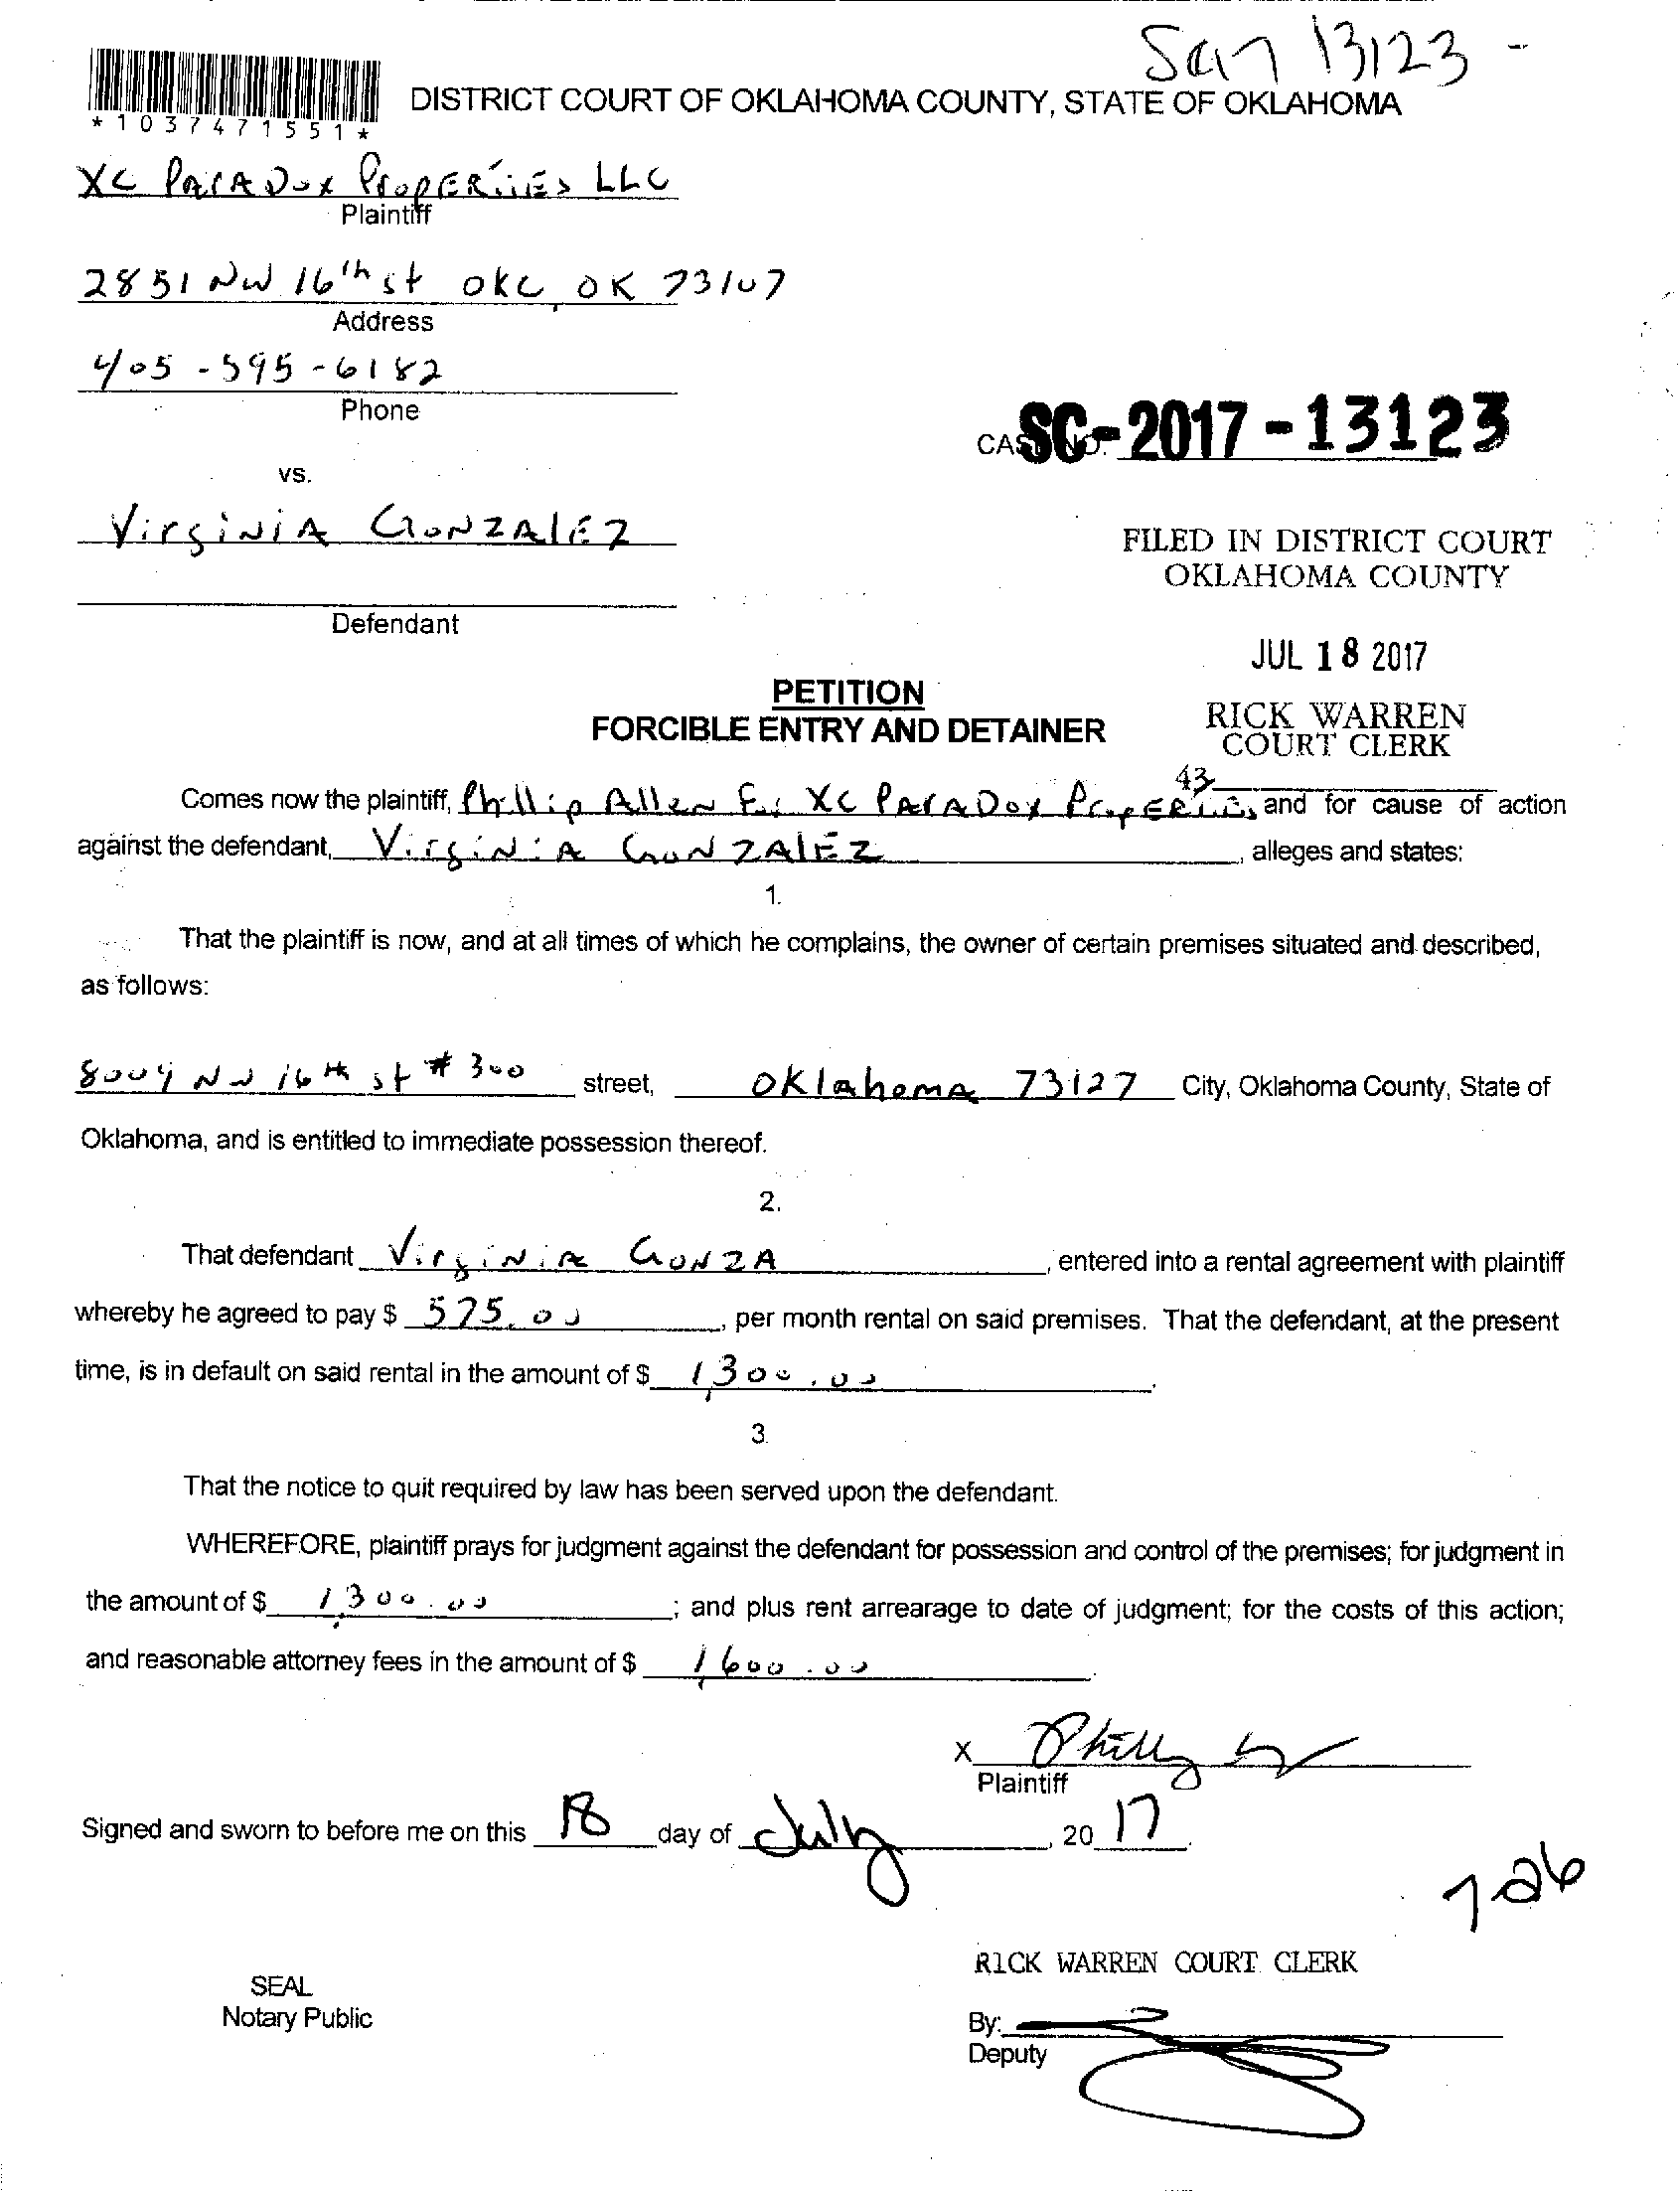 13123 -
*1037471551*
DISTRICT COURT OF OKLAHOMA COUNTY, STATE OF OKLAHOMA
XC PArADox ProPERTiES LLC
Plaintiff
2851 NW 16th st OKC, OK 73107
Address
405-595-6182
Phone
CASE NO. SC-2017-13123
vs.
VirgiNiA GoNZAlEZ
FILED IN DISTRICT COURT
OKLAHOMA COUNTY
Defendant
JUL 18 2017
PETITION
FORCIBLE ENTRY AND DETAINER
RICK WARREN
COURT CLERK
43
Comes now the plaintiff, Phillip Allen For XC PArADox PropERTiEs, and for cause of action
against the defendant, VirgiNiA GoNZAlEZ, alleges and states:
1.
That the plaintiff is now, and at all times of which he complains, the owner of certain premises situated and described,
as follows:
8004 NW 16th st # 300 street, OKlahomA 73127 City, Oklahoma County, State of
Oklahoma, and is entitled to immediate possession thereof.
2.
That defendant VirgiNiA GoNZA, entered into a rental agreement with plaintiff
whereby he agreed to pay $ 575.00, per month rental on said premises. That the defendant, at the present
time, is in default on said rental in the amount of $ 1,300.00.
3.
That the notice to quit required by law has been served upon the defendant.
WHEREFORE, plaintiff prays for judgment against the defendant for possession and control of the premises; for judgment in
the amount of $ 1,300.00; and plus rent arrearage to date of judgment; for the costs of this action;
and reasonable attorney fees in the amount of $ 1,600.00.
X
Plaintiff
Signed and sworn to before me on this 18 day of July, 20 17.
726
RICK WARREN COURT CLERK
SEAL
Notary Public
By:
Deputy